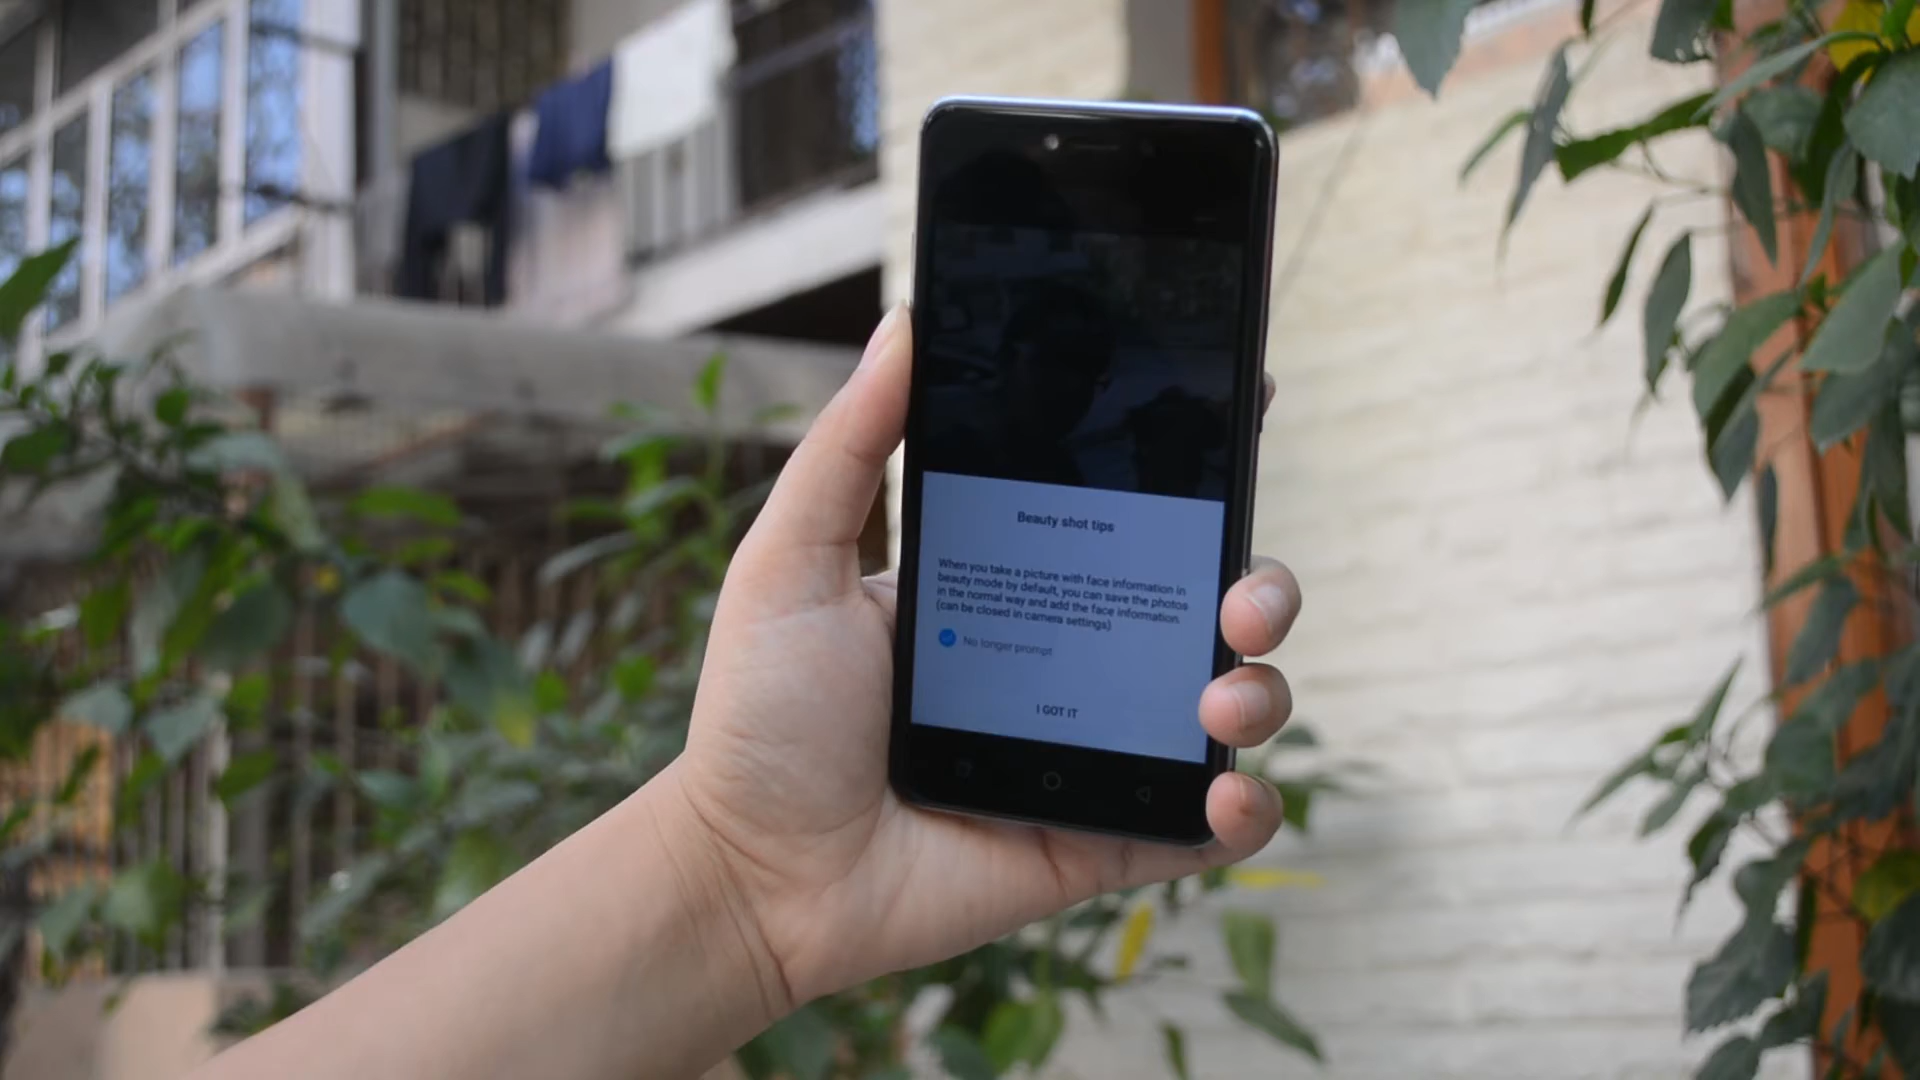 Beauty shot tips
When you take a picture with face information in
beauty mode by default, you can save the photos
in the normal way and add the face information.
(can be closed in camera settings)
No longer prompt
I GOT IT